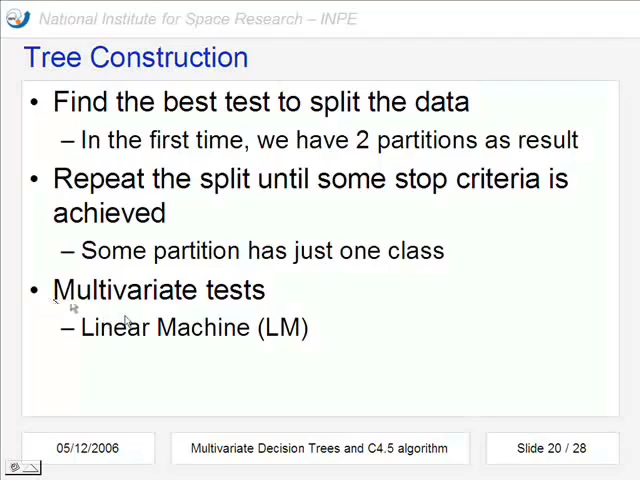 National Institute for Space Research – INPE
Tree Construction
• Find the best test to split the data
– In the first time, we have 2 partitions as result
• Repeat the split until some stop criteria is
achieved
– Some partition has just one class
• Multivariate tests
– Linear Machine (LM)
05/12/2006
Multivariate Decision Trees and C4.5 algorithm
Slide 20 / 28